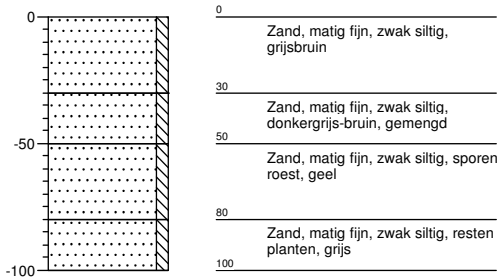 0
-50
-100
0
Zand, matig fijn, zwak siltig,
grijsbruin
30
Zand, matig fijn, zwak siltig,
donkergrijs-bruin, gemengd
50
Zand, matig fijn, zwak siltig, sporen
roest, geel
80
Zand, matig fijn, zwak siltig, resten
planten, grijs
100